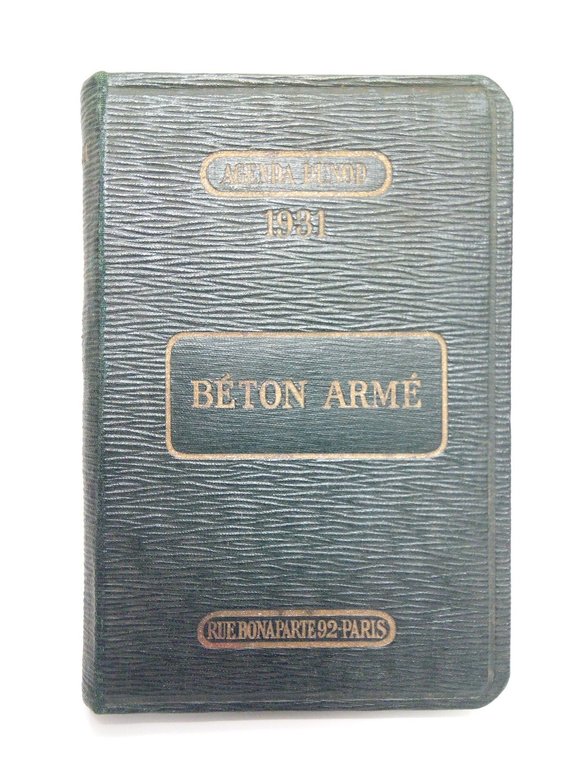 AGENDA DUNOD
1931
BÉTON ARMÉ
RUE BONAPARTE 92-PARIS